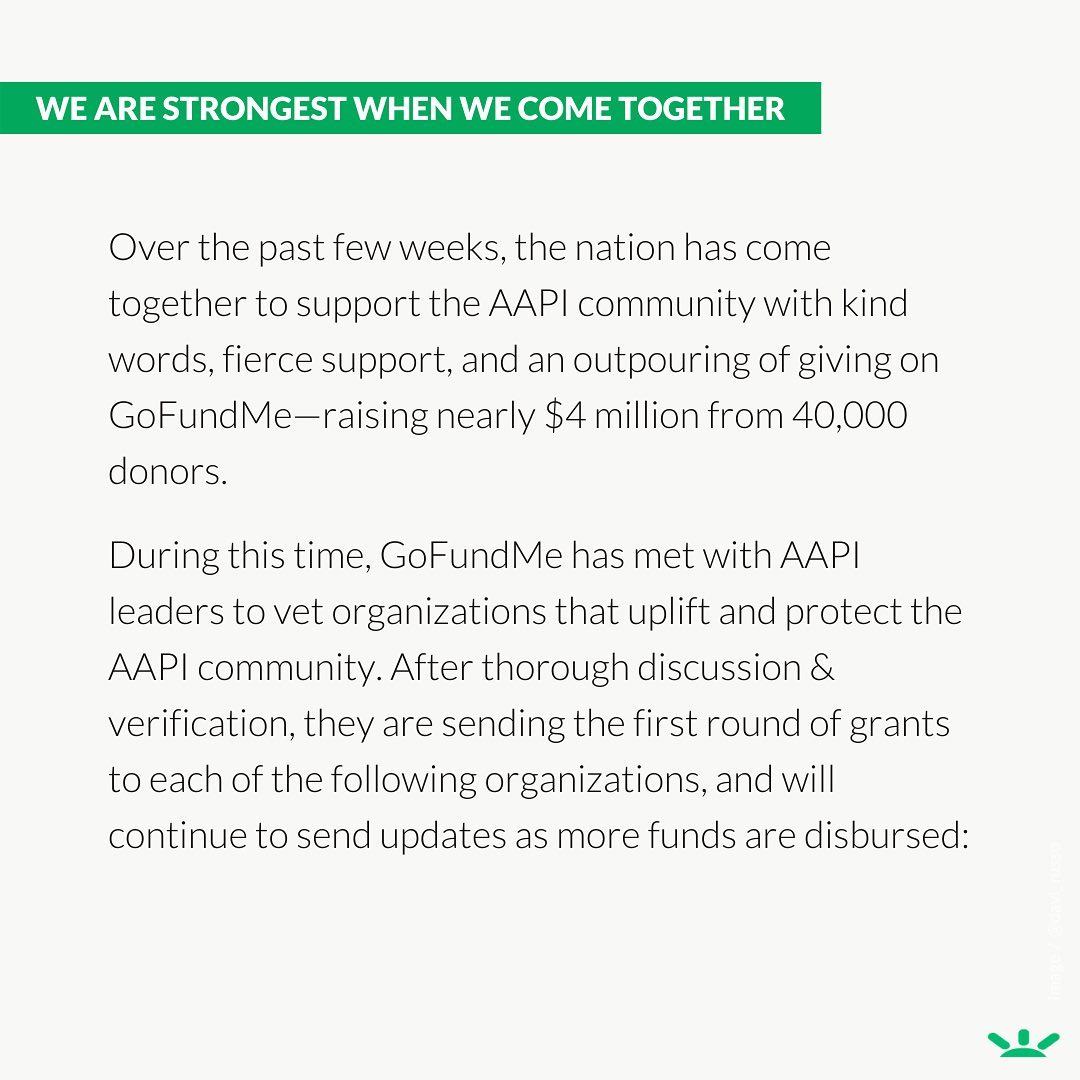 WE ARE STRONGEST WHEN WE COME TOGETHER
Over the past few weeks, the nation has come
together to support the AAPI community with kind
words, fierce support, and an outpouring of giving on
GoFundMe—raising nearly $4 million from 40,000
donors.
During this time, GoFundMe has met with AAPI
leaders to vet organizations that uplift and protect the
AAPI community. After thorough discussion &
verification, they are sending the first round of grants
to each of the following organizations, and will
continue to send updates as more funds are disbursed:
Image /